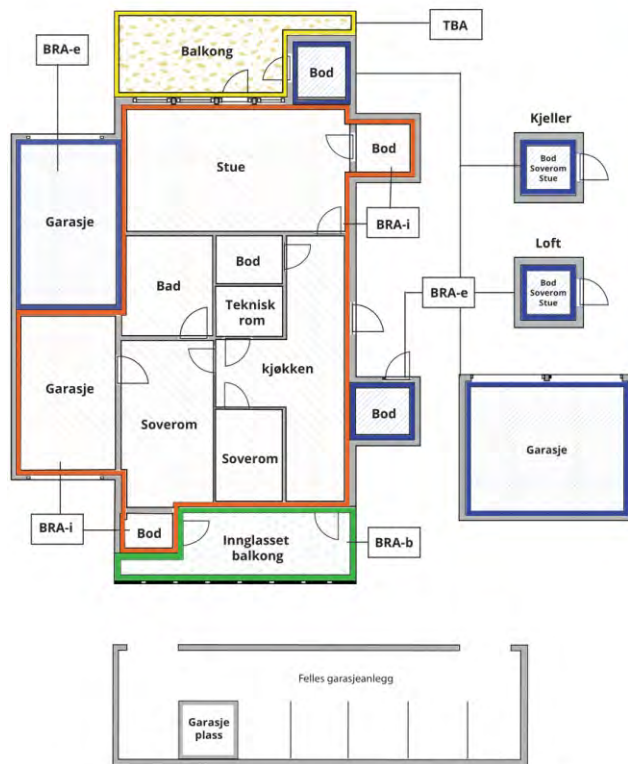 TBA
BRA-e
Balkong
Bod
Kjeller
Bod
Soverom
Stue
Stue
Bod
Garasje
BRA-i
Loft
Bod
Soverom
Stue
Bad
Bod
Teknisk
rom
BRA-e
Garasje
kjøkken
Soverom
Bod
Soverom
Garasje
BRA-i
Bod
Innglasset
balkong
BRA-b
Felles garasjeanlegg
Garasje
plass